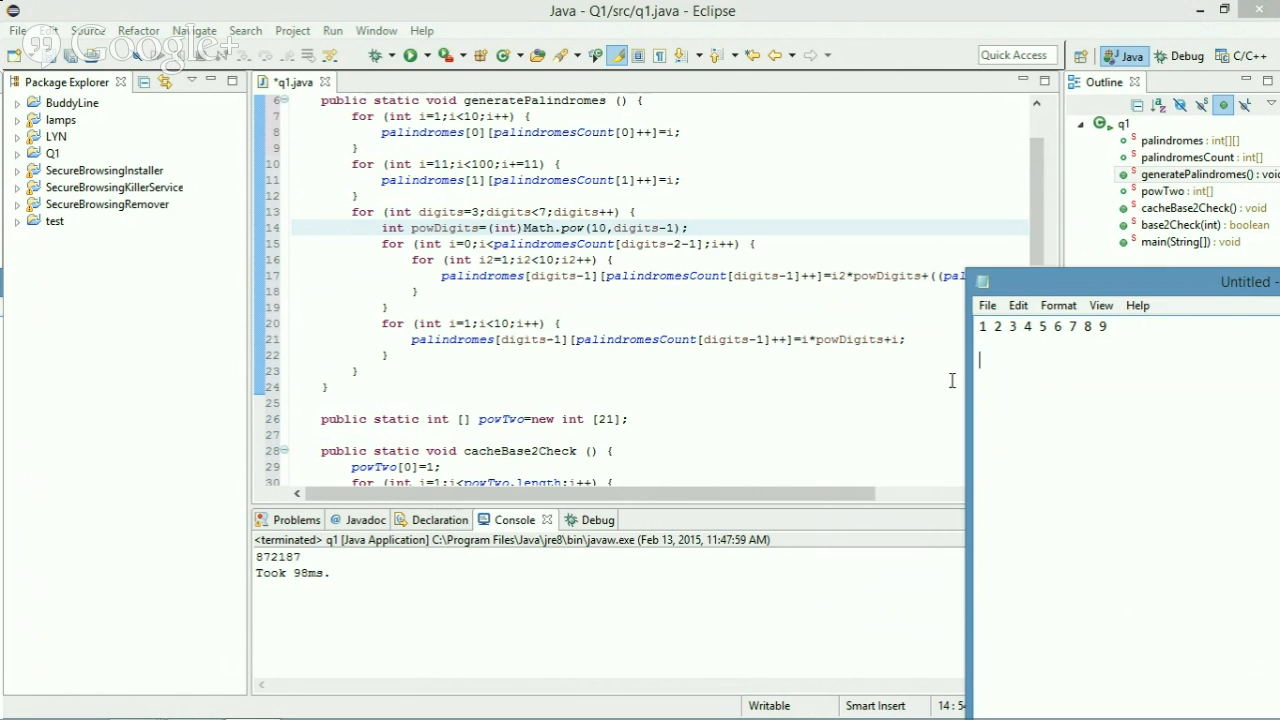 Java - Q1/src/q1.java - Eclipse
File Edit Source Refactor Navigate Search Project Run Window Help
Google+
Quick Access
Java Debug C/C++
Package Explorer
BuddyLine
lamps
LYN
Q1
SecureBrowsingInstaller
SecureBrowsingKillerService
SecureBrowsingRemover
test
*q1.java
6 public static void generatePalindromes () {
7 for (int i=1;i<10;i++) {
8 palindromes[0][palindromesCount[0]++]=i;
9 }
10 for (int i=11;i<100;i+=11) {
11 palindromes[1][palindromesCount[1]++]=i;
12 }
13 for (int digits=3;digits<7;digits++) {
14 int powDigits=(int)Math.pow(10,digits-1);
15 for (int i=0;i<palindromesCount[digits-2-1];i++) {
16 for (int i2=1;i2<10;i2++) {
17 palindromes[digits-1][palindromesCount[digits-1]++]=i2*powDigits+((pal
18 }
19 }
20 for (int i=1;i<10;i++) {
21 palindromes[digits-1][palindromesCount[digits-1]++]=i*powDigits+i;
22 }
23 }
24 }
25
26 public static int [] powTwo=new int [21];
27
28 public static void cacheBase2Check () {
29 powTwo[0]=1;
30 for (int i=1;i<powTwo.length;i++) {
Outline
q1
palindromes : int[][]
palindromesCount : int[]
generatePalindromes() : void
powTwo : int[]
cacheBase2Check() : void
base2Check(int) : boolean
main(String[]) : void
Untitled -
File Edit Format View Help
1 2 3 4 5 6 7 8 9
Problems Javadoc Declaration Console Debug
<terminated> q1 [Java Application] C:\Program Files\Java\jre8\bin\javaw.exe (Feb 13, 2015, 11:47:59 AM)
872187
Took 98ms.
Writable Smart Insert 14 : 54